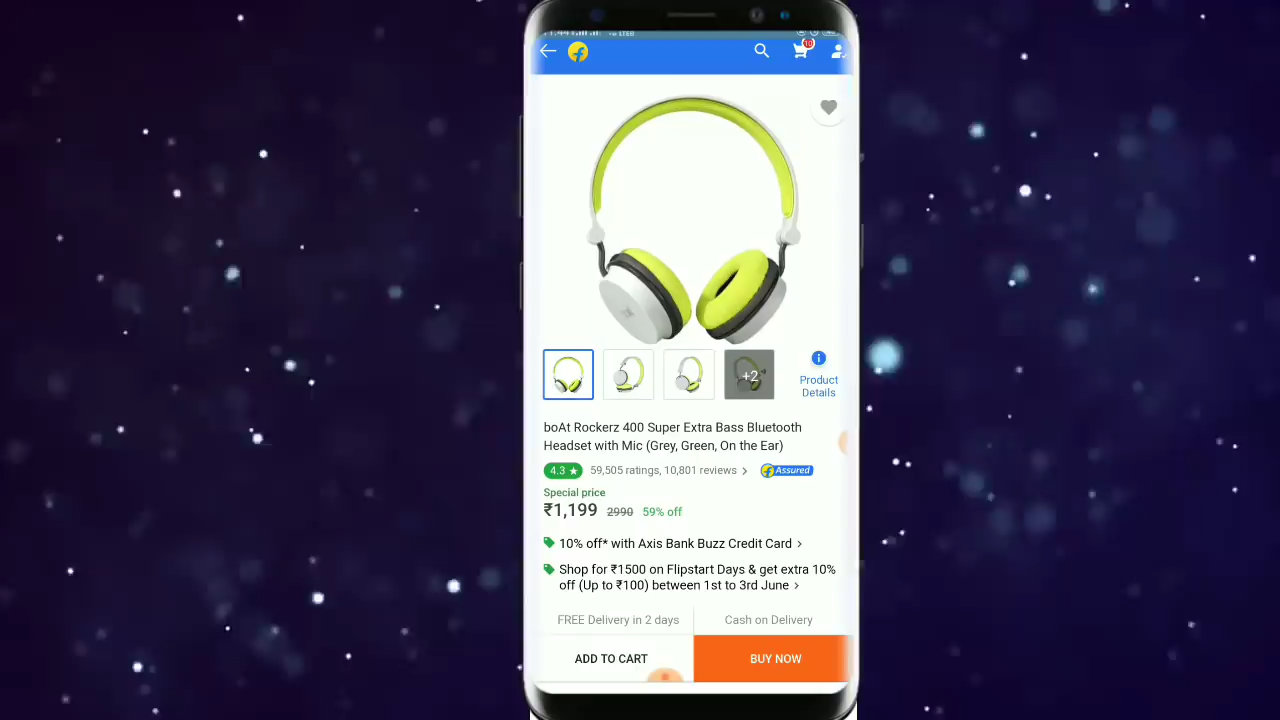 10
+2
Product
Details
boAt Rockerz 400 Super Extra Bass Bluetooth
Headset with Mic (Grey, Green, On the Ear)
4.3 ★ 59,505 ratings, 10,801 reviews > Assured
Special price
₹1,199 2990 59% off
10% off* with Axis Bank Buzz Credit Card >
Shop for ₹1500 on Flipstart Days & get extra 10%
off (Up to ₹100) between 1st to 3rd June >
FREE Delivery in 2 days Cash on Delivery
ADD TO CART BUY NOW